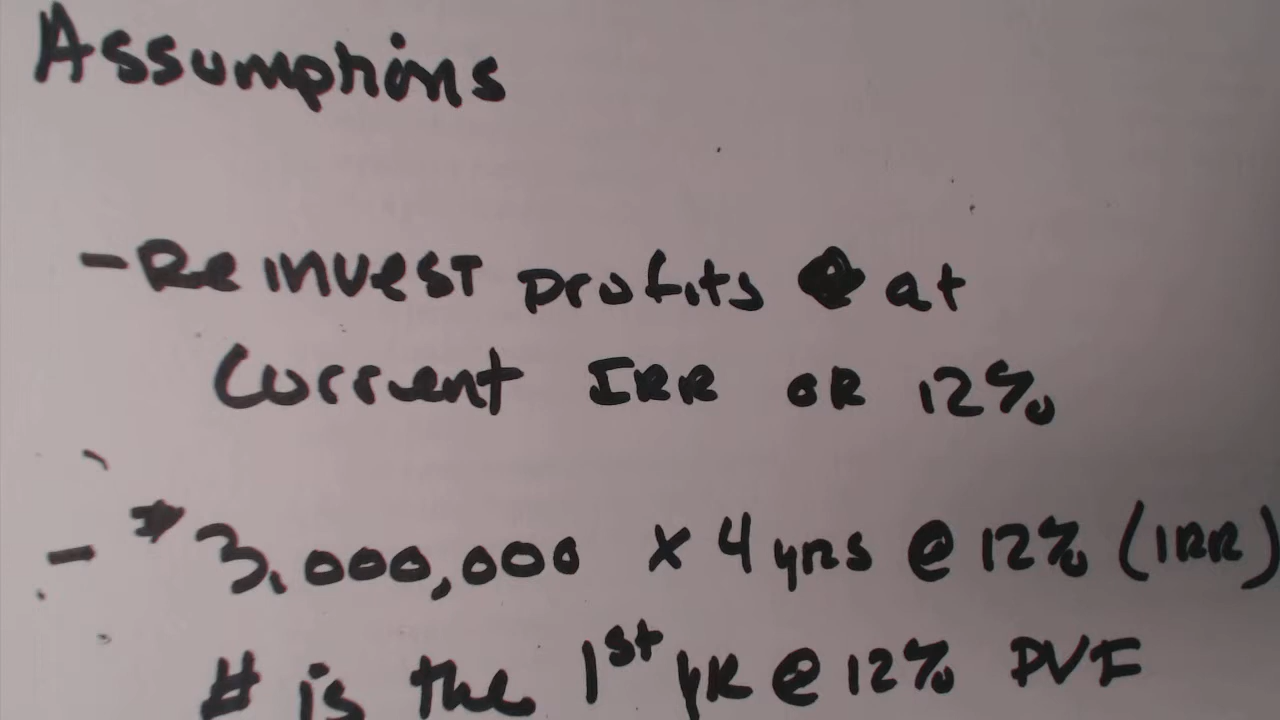 Assumptions
- Reinvest profits at
Current IRR OR 12%
- 3,000,000 x 4 yrs @ 12% (IRR)
# is the 1st yR @ 12% PVF